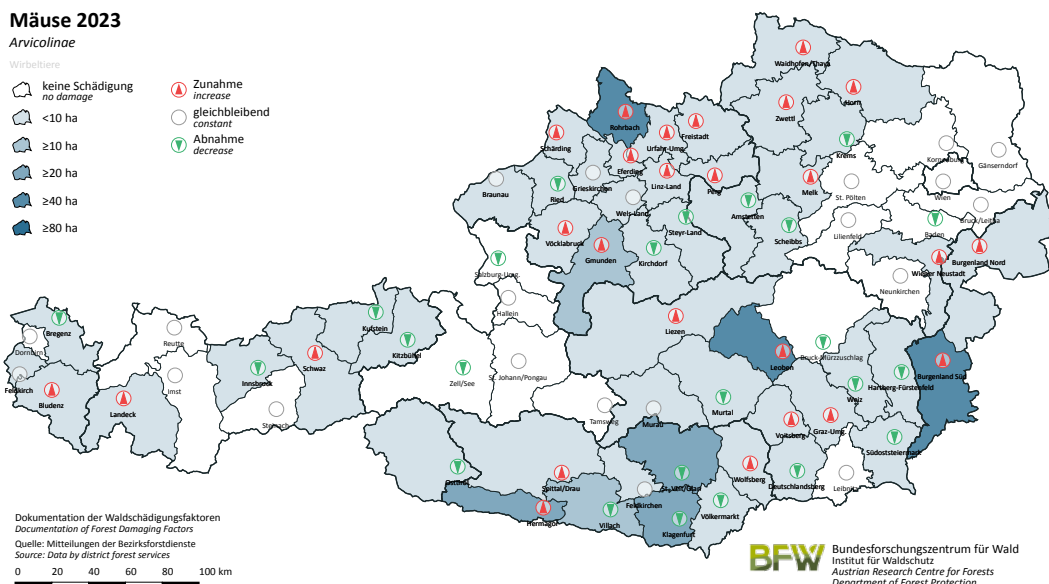 Mäuse 2023
Arvicolinae
Wirbeltiere
keine Schädigung
no damage
<10 ha
≥10 ha
≥20 ha
≥40 ha
≥80 ha
Zunahme
increase
gleichbleibend
constant
Abnahme
decrease
Waidhofen/Thaya
Horn
Zwettl
Rohrbach
Freistadt
Schärding
Urfahr-Umg.
Krems
Korneuburg
Gänserndorf
Eferding
Grieskirchen
Linz-Land
Perg
Melk
Braunau
Ried
Wels-Land
St. Pölten
Wien
Amstetten
Bruck/Leitha
Steyr-Land
Scheibbs
Lilienfeld
Baden
Vöcklabruck
Gmunden
Kirchdorf
Wiener Neustadt
Burgenland Nord
Salzburg-Umg.
Neunkirchen
Hallein
Liezen
Bregenz
Kufstein
Reutte
Kitzbühel
Dornbirn
Bruck-Mürzzuschlag
Leoben
Schwaz
Feldkirch
Innsbruck
Zell/See
St. Johann/Pongau
Burgenland Süd
Imst
Hartberg-Fürstenfeld
Weiz
Bludenz
Landeck
Murtal
Steinach
Tamsweg
Murau
Voitsberg
Graz-Umg.
Südoststeiermark
Osttirol
Spittal/Drau
St. Veit/Glan
Wolfsberg
Deutschlandsberg
Leibnitz
Feldkirchen
Hermagor
Villach
Klagenfurt
Völkermarkt
Dokumentation der Waldschädigungsfaktoren
Documentation of Forest Damaging Factors
Quelle: Mitteilungen der Bezirksforstdienste
Source: Data by district forest services
0 20 40 60 80 100 km
BFW
Bundesforschungszentrum für Wald
Institut für Waldschutz
Austrian Research Centre for Forests
Department of Forest Protection